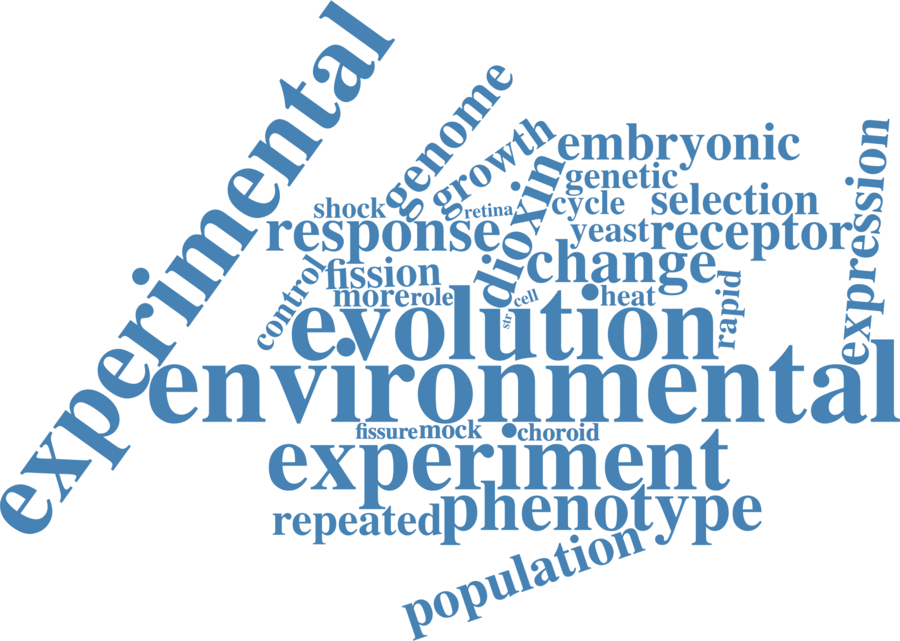 experimental
genome
growth
embryonic
expression
genetic
shock
retina
dioxin
cycle
selection
response
yeast
receptor
control
fission
change
more
role
cell
str
heat
rapid
evolution
environmental
fissure
mock
choroid
experiment
repeated
phenotype
population